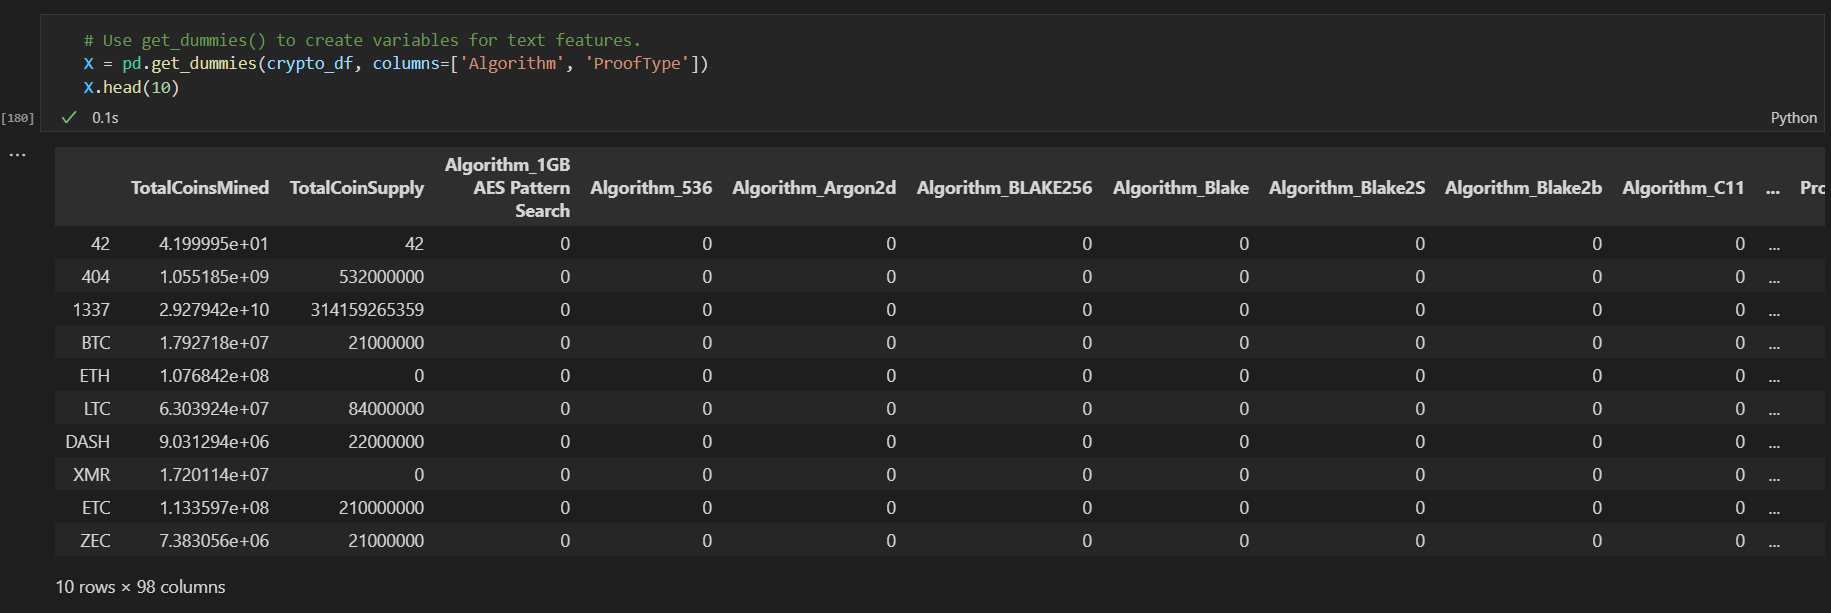 # Use get_dummies() to create variables for text features.
X = pd.get_dummies(crypto_df, columns=['Algorithm', 'ProofType'])
X.head(10)
[180] 0.1s Python
...
TotalCoinsMined TotalCoinSupply Algorithm_1GB AES Pattern Search Algorithm_536 Algorithm_Argon2d Algorithm_BLAKE256 Algorithm_Blake Algorithm_Blake2S Algorithm_Blake2b Algorithm_C11 ... Prc
42 4.199995e+01 42 0 0 0 0 0 0 0 0 ...
404 1.055185e+09 532000000 0 0 0 0 0 0 0 0 ...
1337 2.927942e+10 314159265359 0 0 0 0 0 0 0 0 ...
BTC 1.792718e+07 21000000 0 0 0 0 0 0 0 0 ...
ETH 1.076842e+08 0 0 0 0 0 0 0 0 0 ...
LTC 6.303924e+07 84000000 0 0 0 0 0 0 0 0 ...
DASH 9.031294e+06 22000000 0 0 0 0 0 0 0 0 ...
XMR 1.720114e+07 0 0 0 0 0 0 0 0 0 ...
ETC 1.133597e+08 210000000 0 0 0 0 0 0 0 0 ...
ZEC 7.383056e+06 21000000 0 0 0 0 0 0 0 0 ...
10 rows × 98 columns